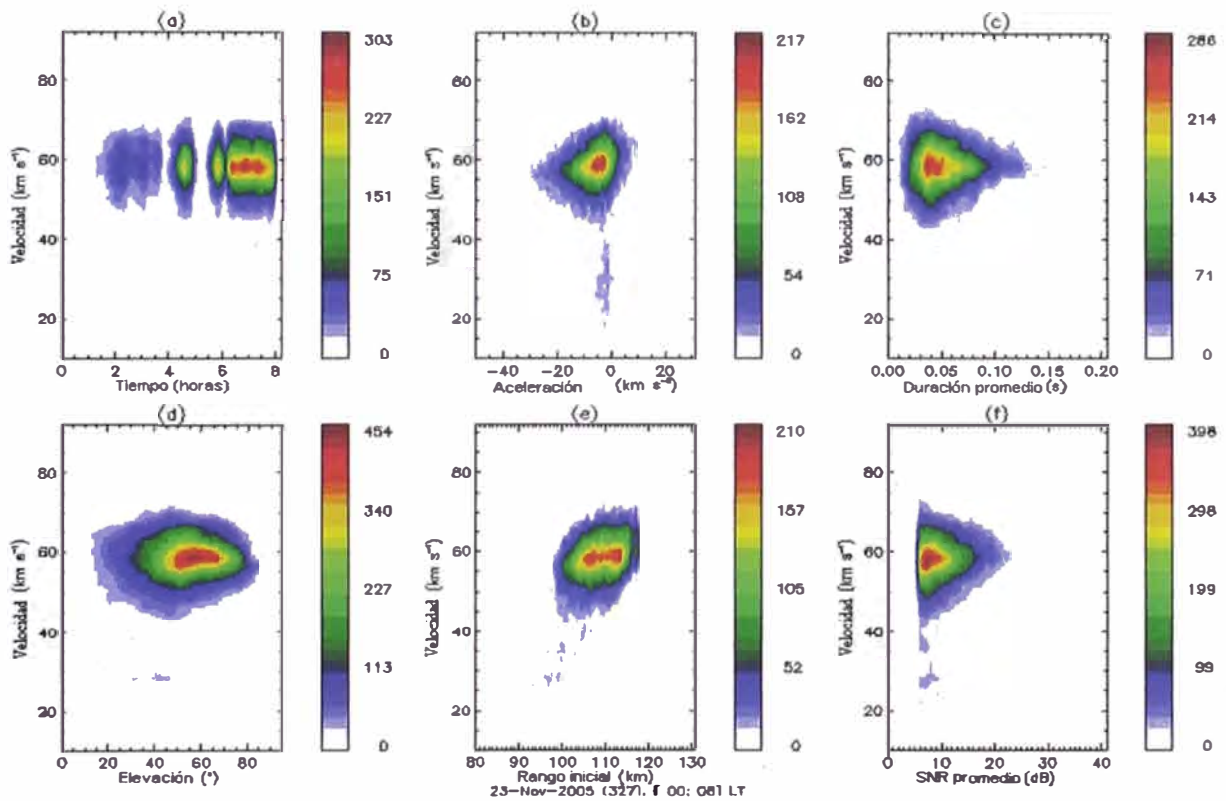 (a) (b) (c)
303 217 286
80 80 80
227 162 214
60 60 60
Velocidad (km s⁻¹) Velocidad (km s⁻¹) Velocidad (km s⁻¹)
151 108 143
40 40 40
75 54 71
20 20 20
0 0 0
0 2 4 6 8 -40 -20 0 20 0.00 0.05 0.10 0.15 0.20
Tiempo (horas) Aceleración (km s⁻²) Duración promedio (s)
(d) (e) (f)
454 210 398
80 80 80
340 157 298
60 60 60
Velocidad (km s⁻¹) Velocidad (km s⁻¹) Velocidad (km s⁻¹)
227 105 199
40 40 40
113 52 99
20 20 20
0 0 0
0 20 40 60 80 80 90 100 110 120 130 0 10 20 30 40
Elevación (°) Rango inicial (km) SNR promedio (dB)
23-Nov-2005 (327), [ 00; 08] LT